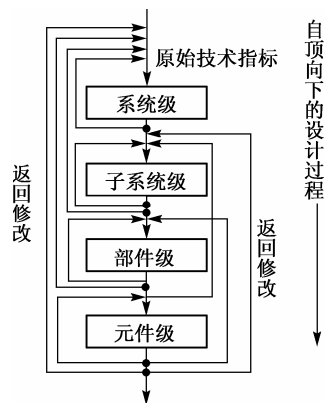 原始技术指标
系统级
子系统级
部件级
元件级
返回修改
返回修改
自顶向下的设计过程